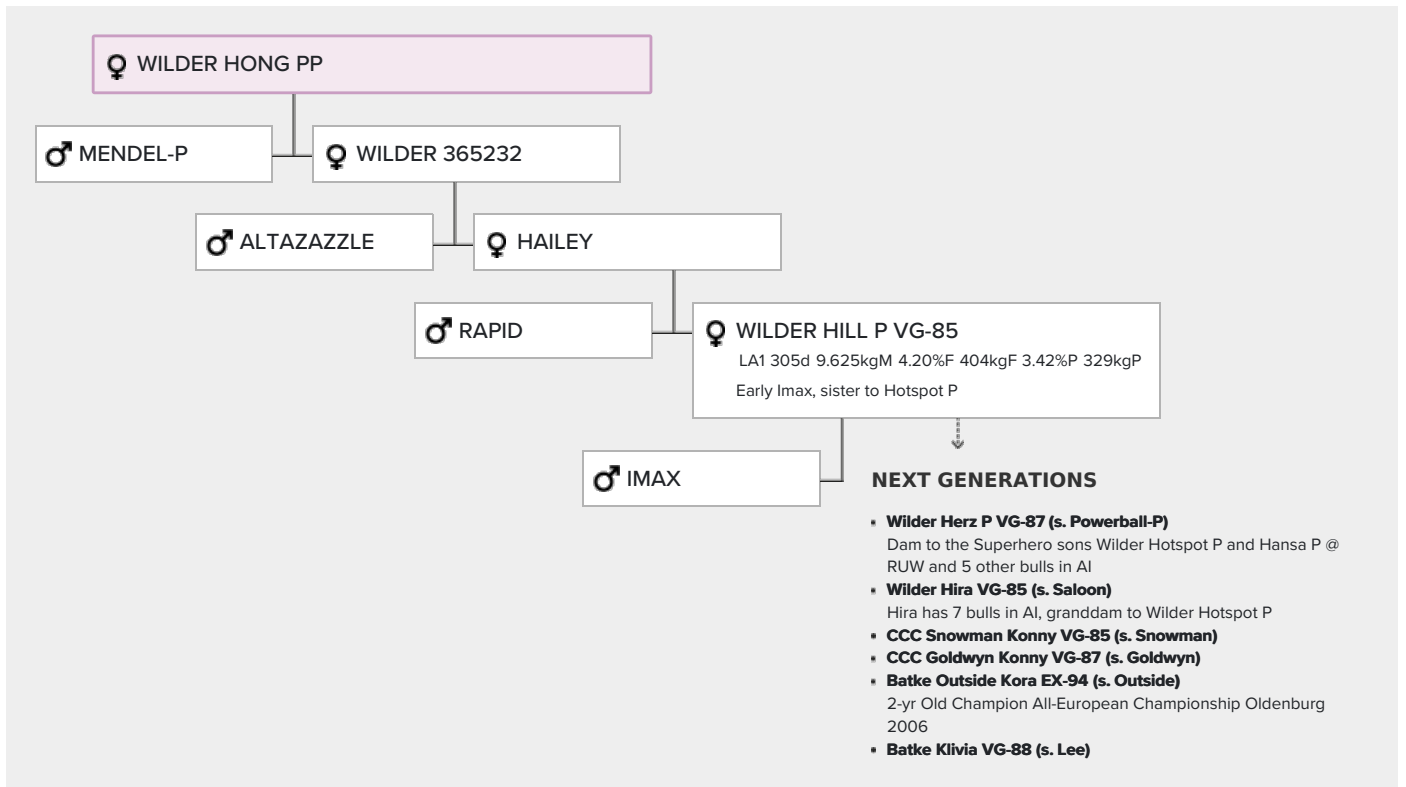 WILDER HONG PP
MENDEL-P
WILDER 365232
ALTAZAZZLE
HAILEY
RAPID
WILDER HILL P VG-85
LA1 305d 9.625kgM 4.20%F 404kgF 3.42%P 329kgP
Early Imax, sister to Hotspot P
IMAX
NEXT GENERATIONS
Wilder Herz P VG-87 (s. Powerball-P)
Dam to the Superhero sons Wilder Hotspot P and Hansa P @
RUW and 5 other bulls in AI
Wilder Hira VG-85 (s. Saloon)
Hira has 7 bulls in AI, granddam to Wilder Hotspot P
CCC Snowman Konny VG-85 (s. Snowman)
CCC Goldwyn Konny VG-87 (s. Goldwyn)
Batke Outside Kora EX-94 (s. Outside)
2-yr Old Champion All-European Championship Oldenburg
2006
Batke Klivia VG-88 (s. Lee)